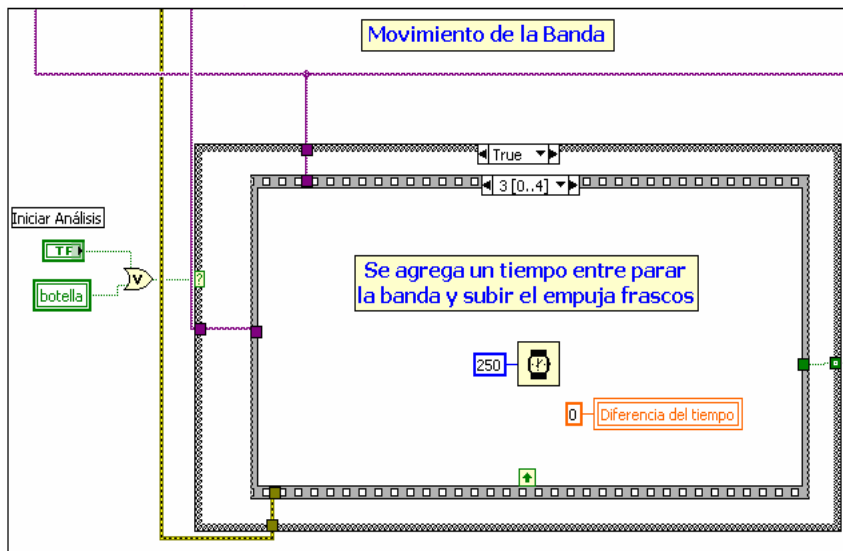 Movimiento de la Banda
True
3 [0..4]
Iniciar Análisis
TF
botella
V
?
Se agrega un tiempo entre parar
la banda y subir el empuja frascos
250
0
Diferencia del tiempo